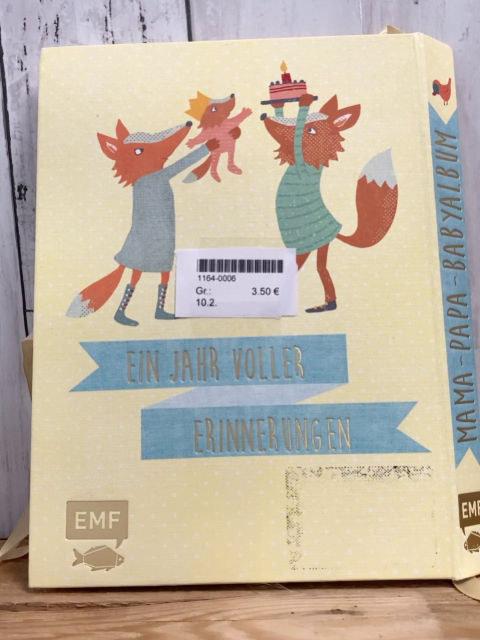 1164-0006
Gr.: 3.50 €
10.2.
EIN JAHR VOLLER
ERINNERUNGEN
EMF
MAMA-PAPA-BABYALBUM
EMF